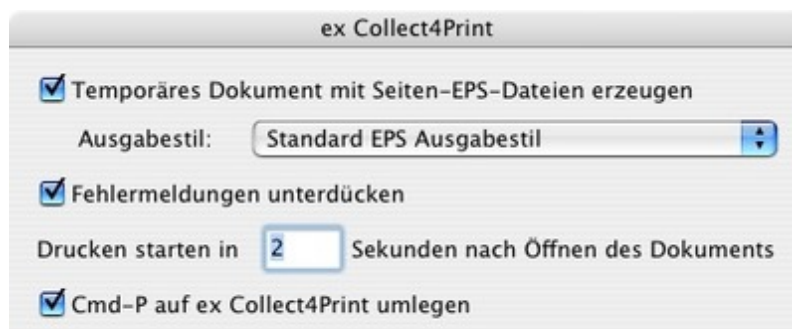 ex Collect4Print
Temporäres Dokument mit Seiten-EPS-Dateien erzeugen
Ausgabestil: Standard EPS Ausgabestil
Fehlermeldungen unterdücken
Drucken starten in 2 Sekunden nach Öffnen des Dokuments
Cmd-P auf ex Collect4Print umlegen